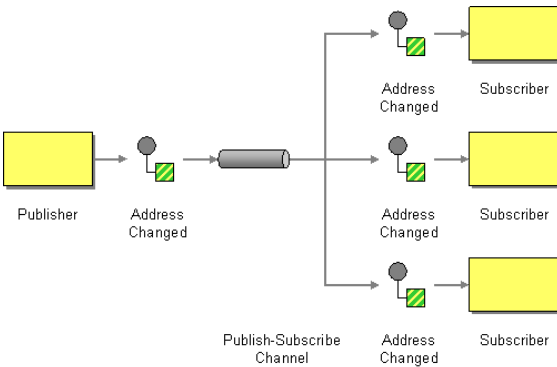 Address
Changed
Subscriber
Publisher
Address
Changed
Address
Changed
Subscriber
Publish-Subscribe
Channel
Address
Changed
Subscriber